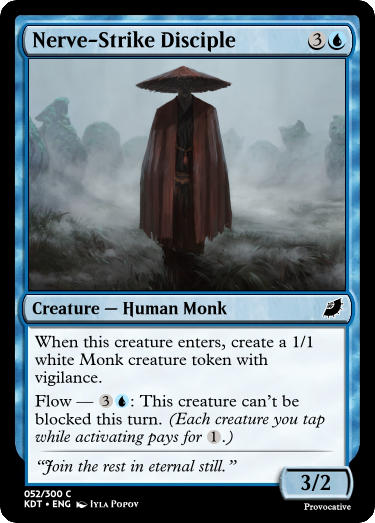 Nerve-Strike Disciple 3
Creature — Human Monk
When this creature enters, create a 1/1
white Monk creature token with
vigilance.
Flow — 3: This creature can't be
blocked this turn. (Each creature you tap
while activating pays for 1.)
"Join the rest in eternal still."
3/2
052/300 C
KDT • ENG Iyla Popov
Provocative